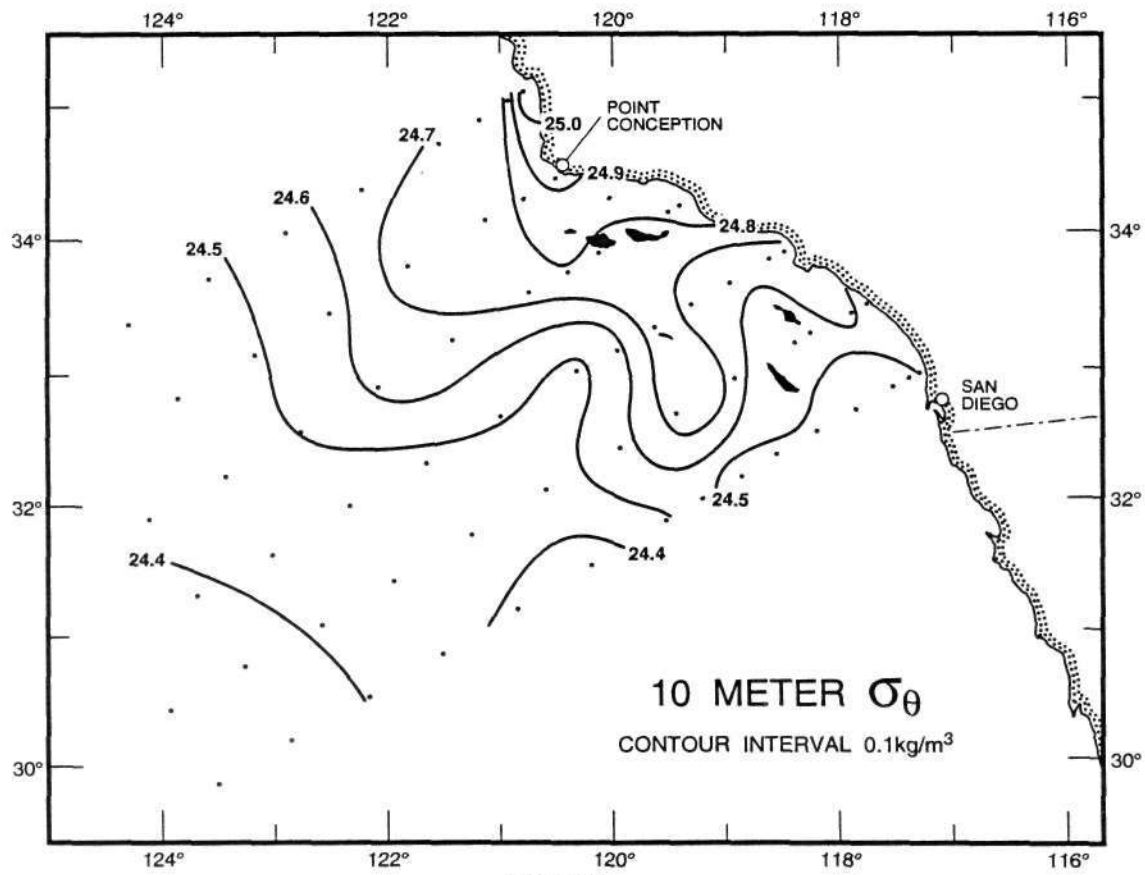 124° 122° 120° 118° 116°
POINT
CONCEPTION
25.0
24.7
24.9
24.6
24.8
34° 34°
24.5
SAN
DIEGO
32° 32°
24.5
24.4
24.4
10 METER σθ
CONTOUR INTERVAL 0.1kg/m³
30° 30°
124° 122° 120° 118° 116°